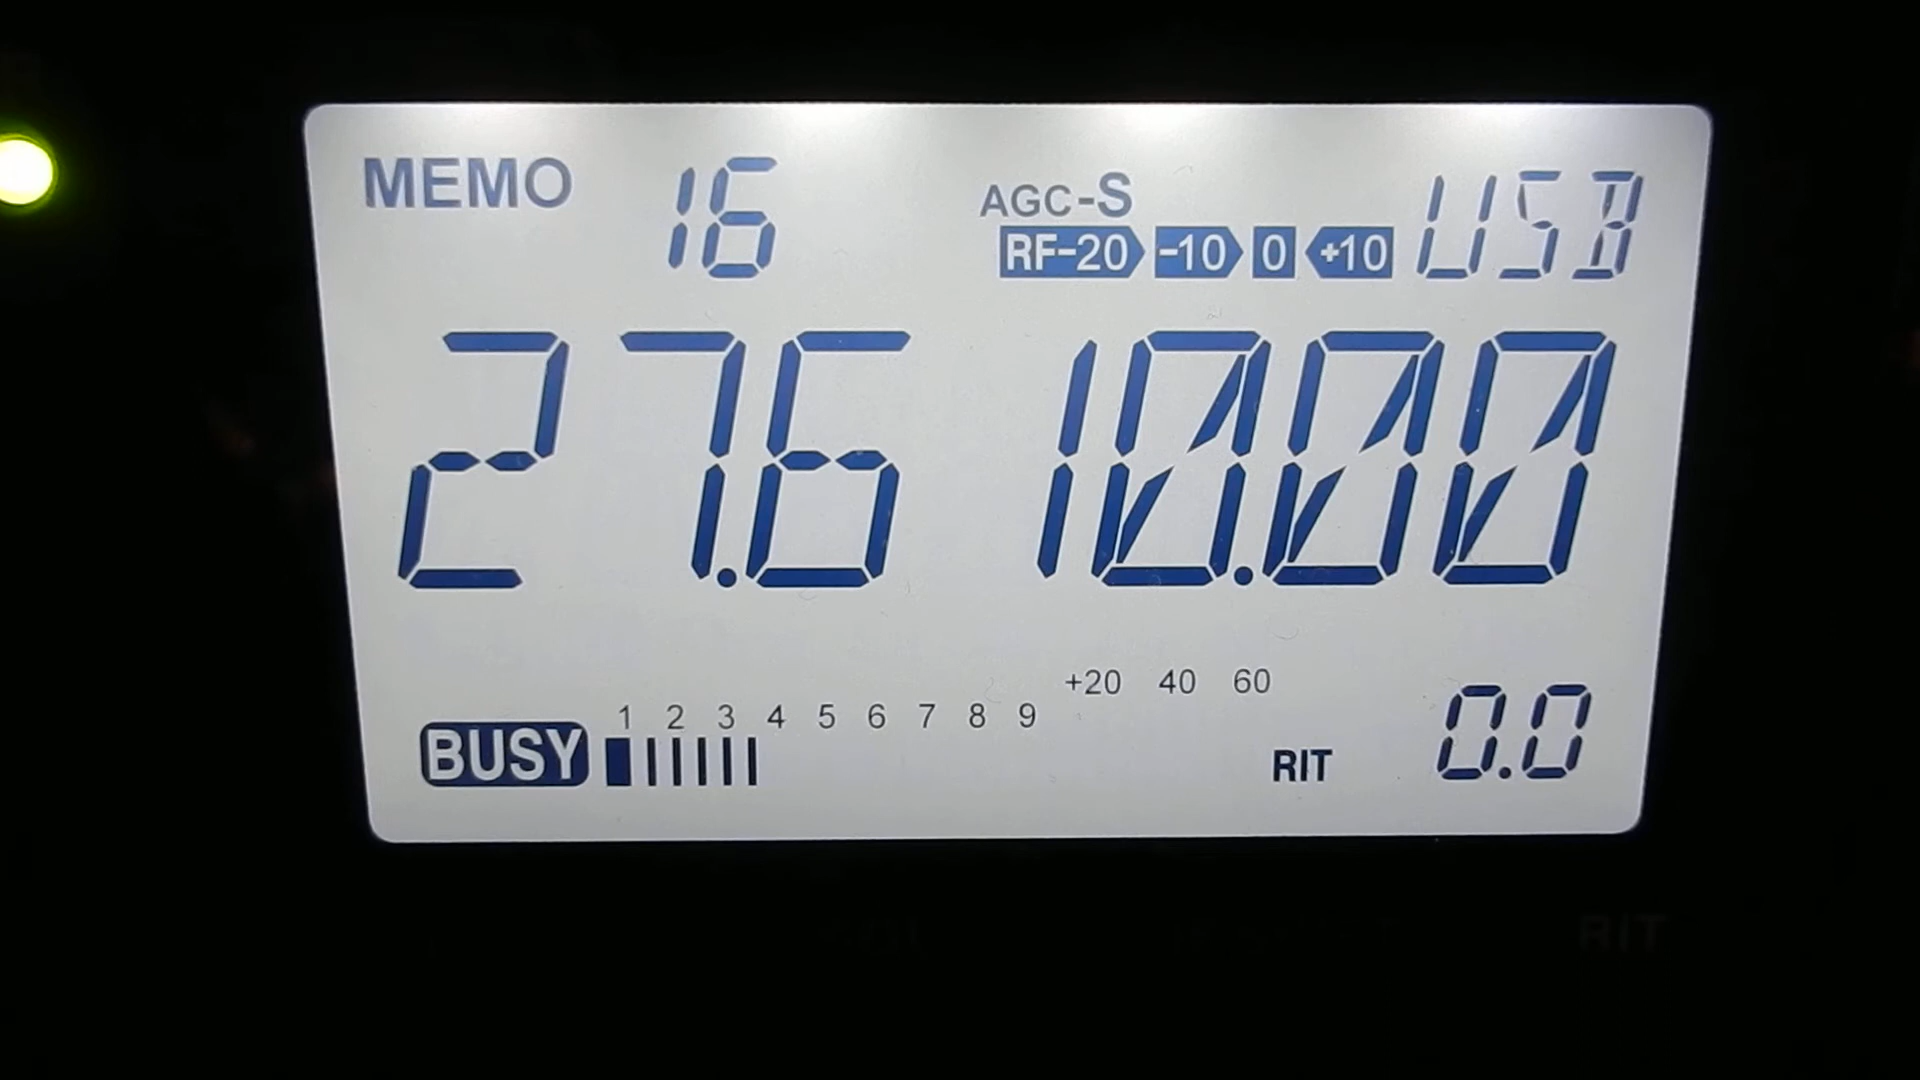 MEMO 16 AGC-S USB
RF-20 -10 0 +10
27.610.00
+20 40 60
1 2 3 4 5 6 7 8 9
BUSY RIT 0.0
RIT